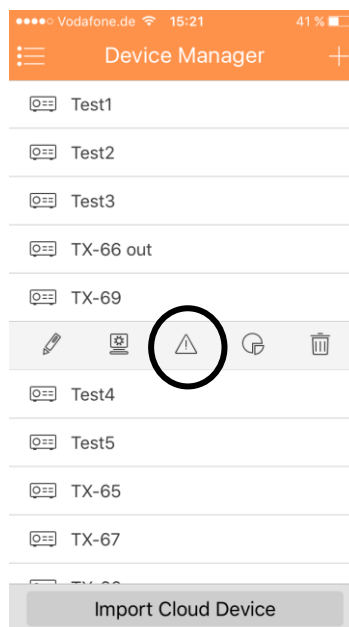 Vodafone.de 15:21 41 %
Device Manager
Test1
Test2
Test3
TX-66 out
TX-69
Test4
Test5
TX-65
TX-67
Import Cloud Device